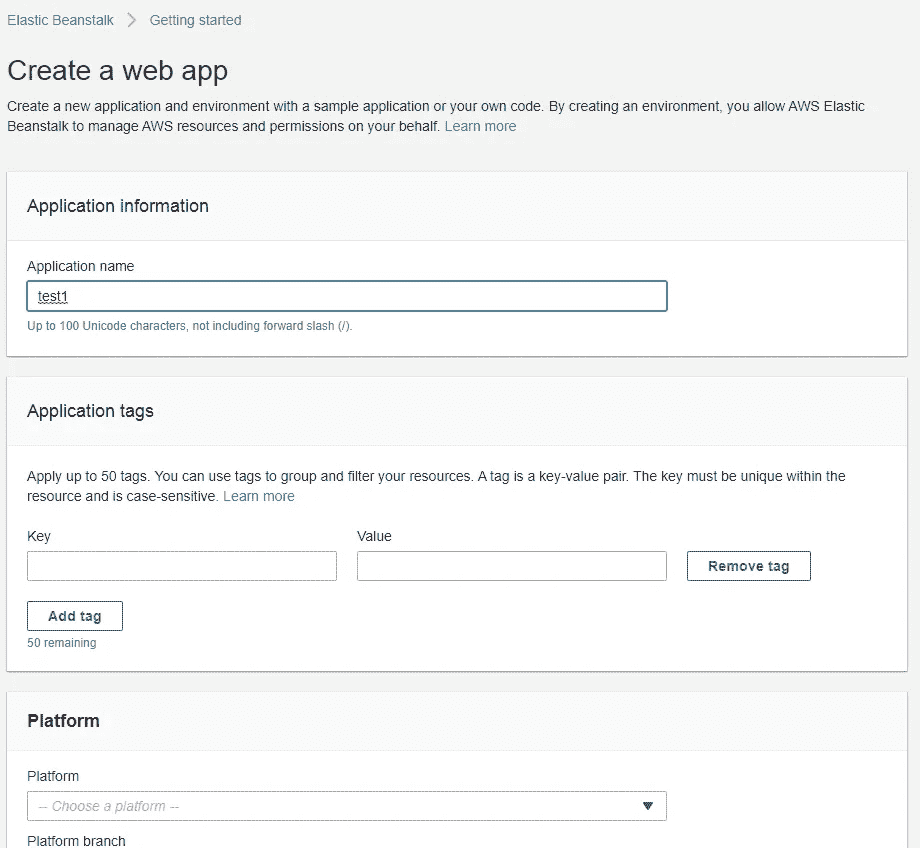 Elastic Beanstalk > Getting started
Create a web app
Create a new application and environment with a sample application or your own code. By creating an environment, you allow AWS Elastic
Beanstalk to manage AWS resources and permissions on your behalf. Learn more
Application information
Application name
test1
Up to 100 Unicode characters, not including forward slash (/).
Application tags
Apply up to 50 tags. You can use tags to group and filter your resources. A tag is a key-value pair. The key must be unique within the
resource and is case-sensitive. Learn more
Key Value
Remove tag
Add tag
50 remaining
Platform
Platform
-- Choose a platform --
Platform branch